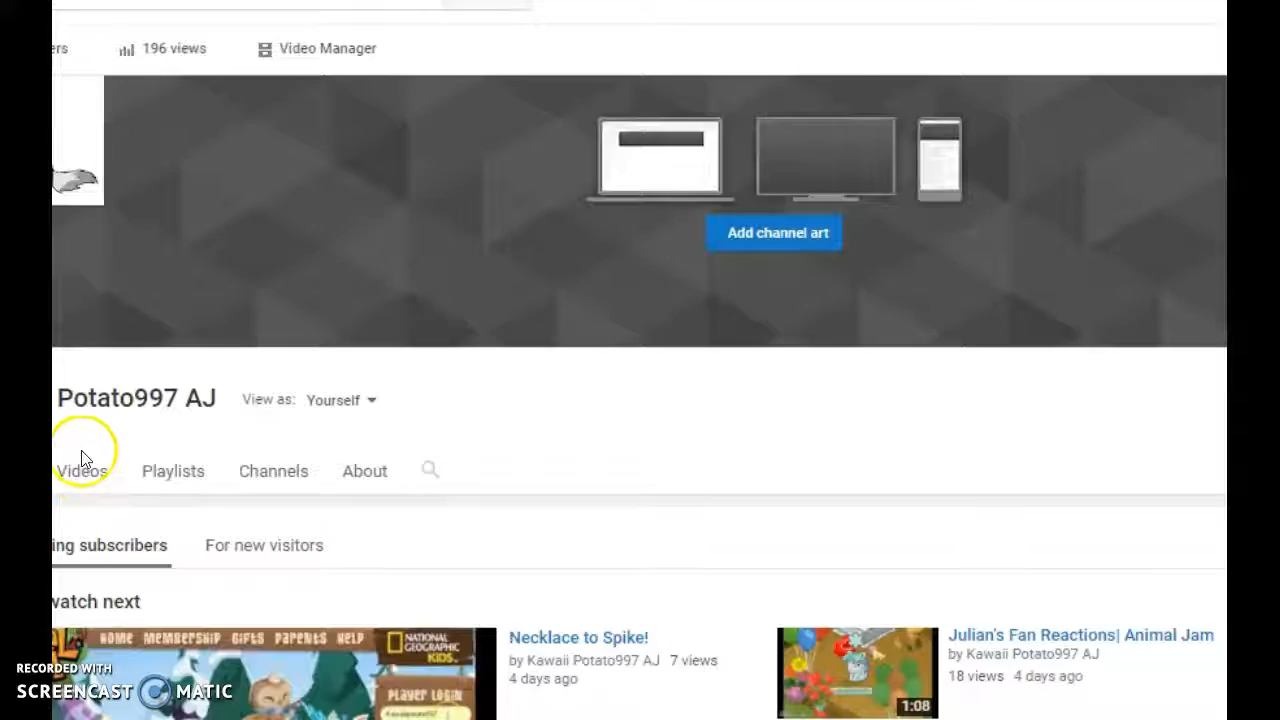 ers 196 views Video Manager
Add channel art
Potato997 AJ View as: Yourself
Videos Playlists Channels About
ing subscribers For new visitors
watch next
HOME MEMBERSHIP GIFTS PARENTS HELP
NATIONAL
GEOGRAPHIC
KIDS
PLAYER LOGIN
Necklace to Spike!
by Kawaii Potato997 AJ 7 views
4 days ago
1:08
Julian's Fan Reactions| Animal Jam
by Kawaii Potato997 AJ
18 views 4 days ago
RECORDED WITH
SCREENCAST MATIC